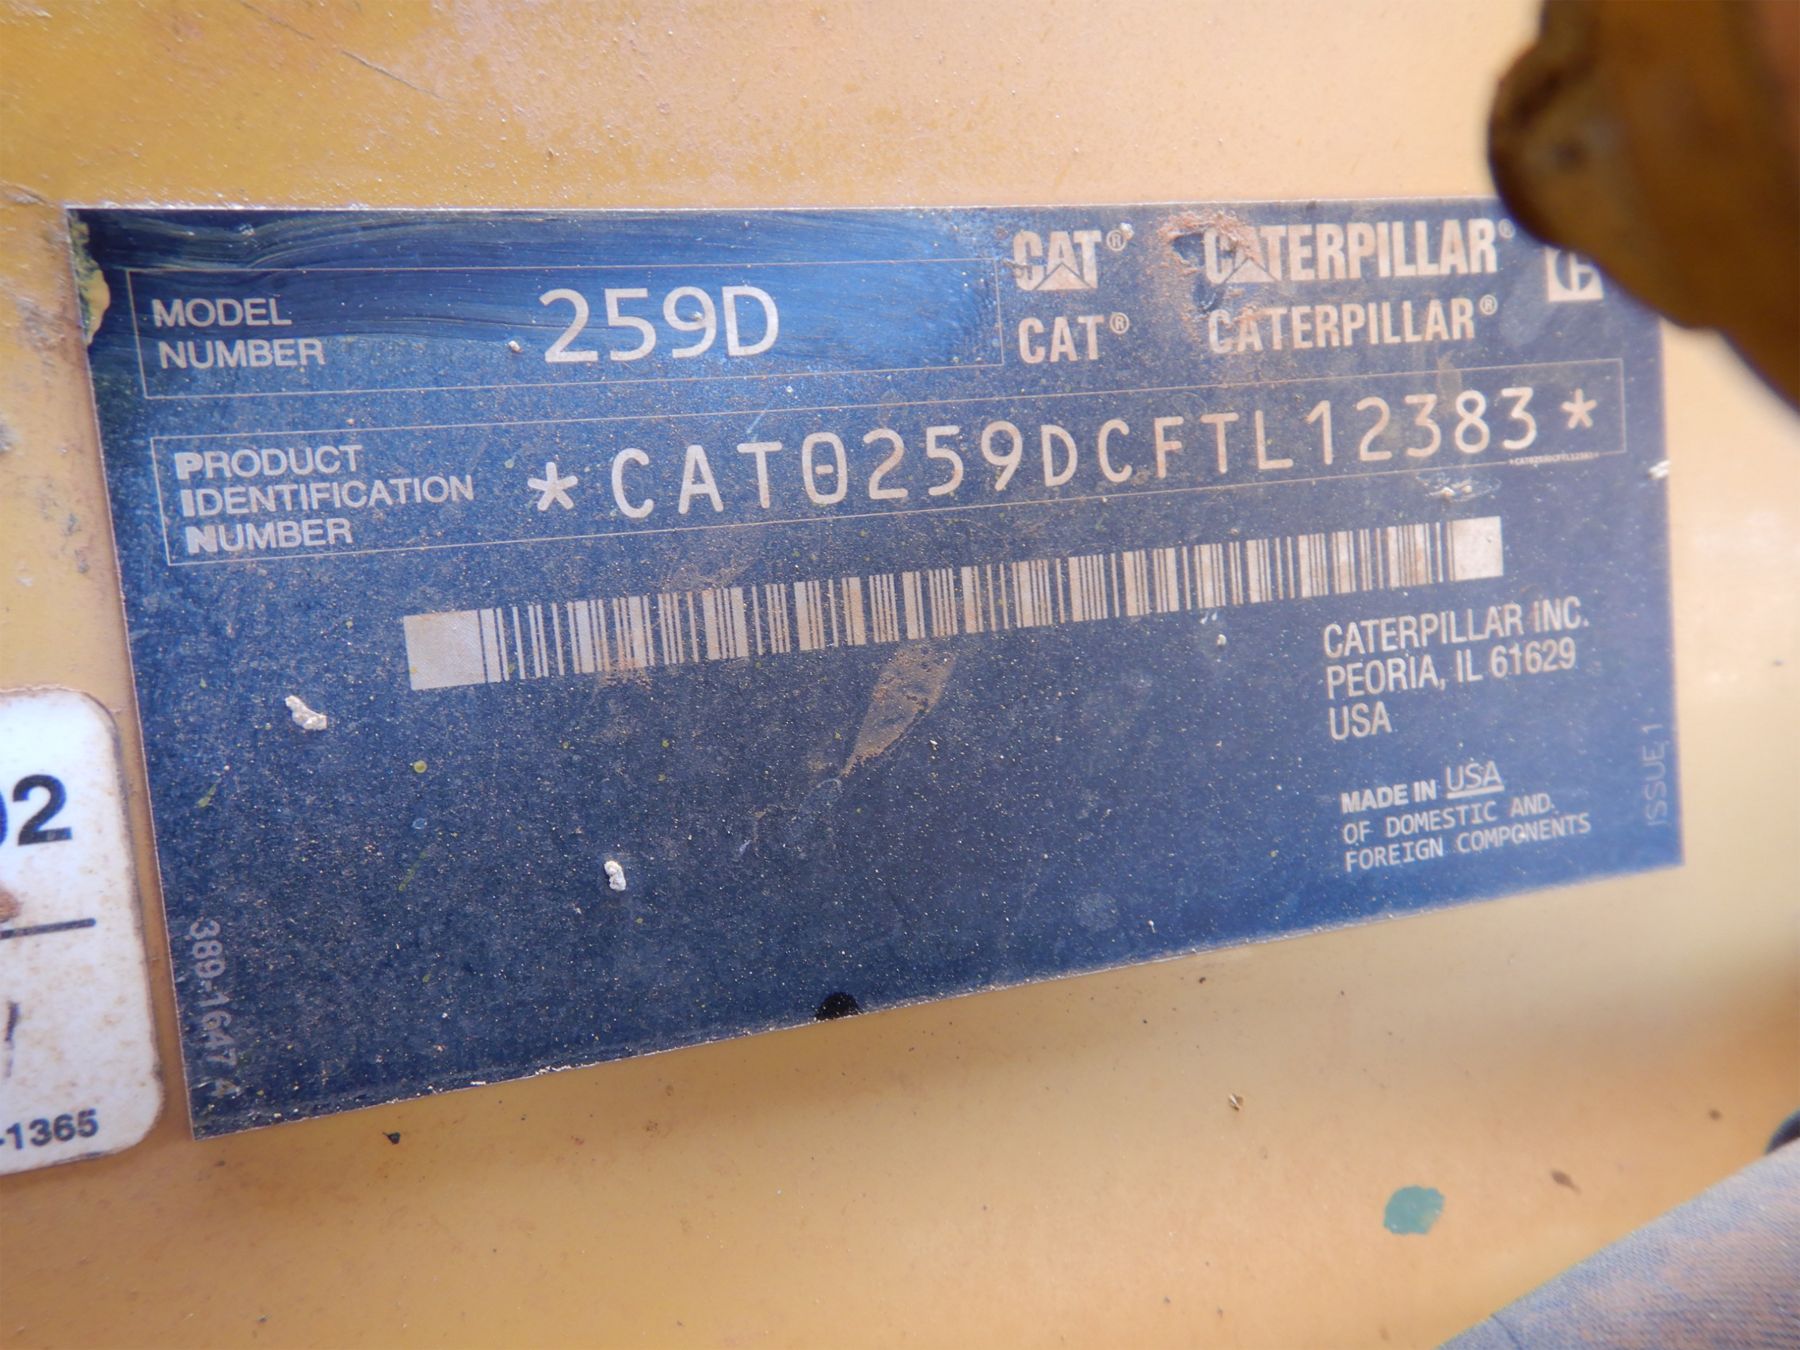 MODEL
NUMBER
259D
CAT® CATERPILLAR®
CAT® CATERPILLAR®
PRODUCT
IDENTIFICATION
NUMBER
*CAT0259DCFTL12383*
CATERPILLAR INC.
PEORIA, IL 61629
USA
MADE IN USA
OF DOMESTIC AND
FOREIGN COMPONENTS
ISSUE 1
389-1647 4
02
-1365